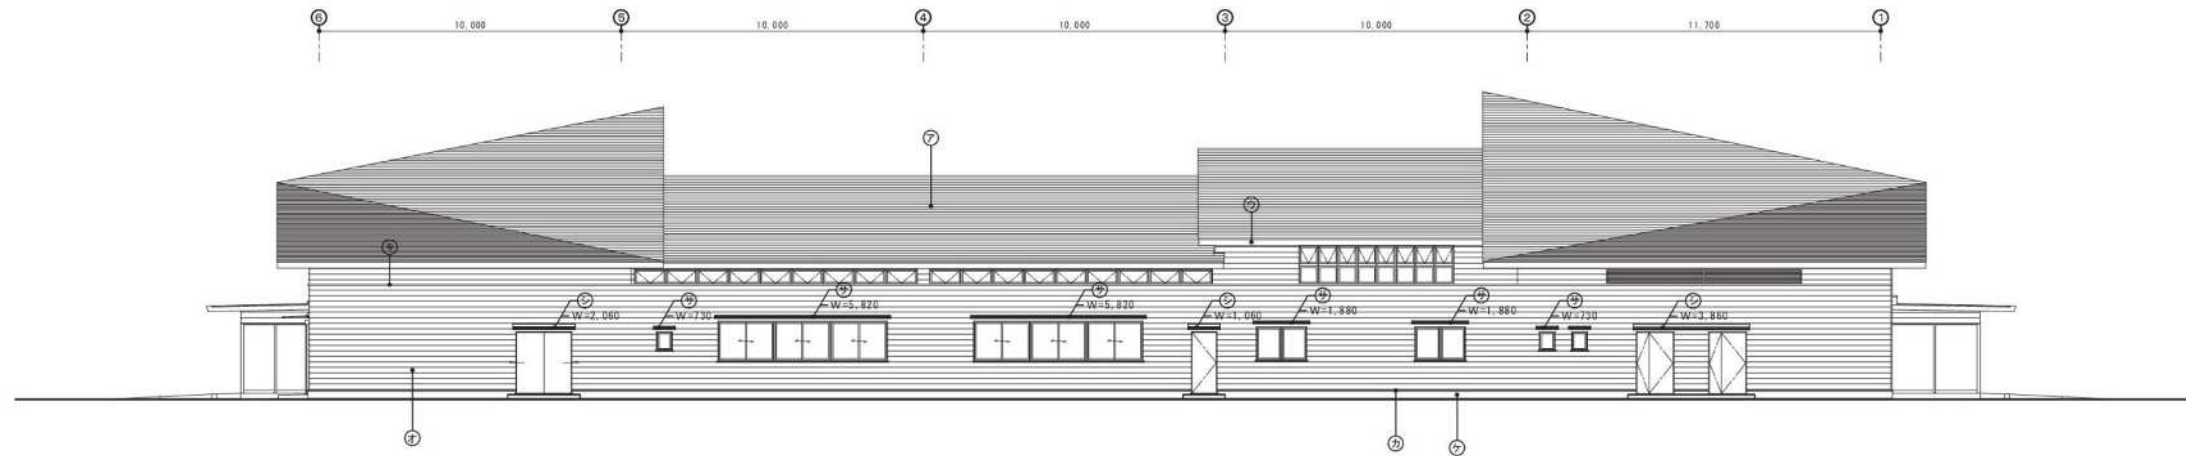 ⑥ 10,000 ⑤ 10,000 ④ 10,000 ③ 10,000 ② 11,700 ①
㋐
㋒
㋖
㋛ W=2,060
㋚ W=730
㋚ W=5,820
㋚ W=5,820
㋛ W=1,060
㋚ W=1,880
㋚ W=1,880
㋚ W=730
㋛ W=3,860
㋔
㋕
㋘